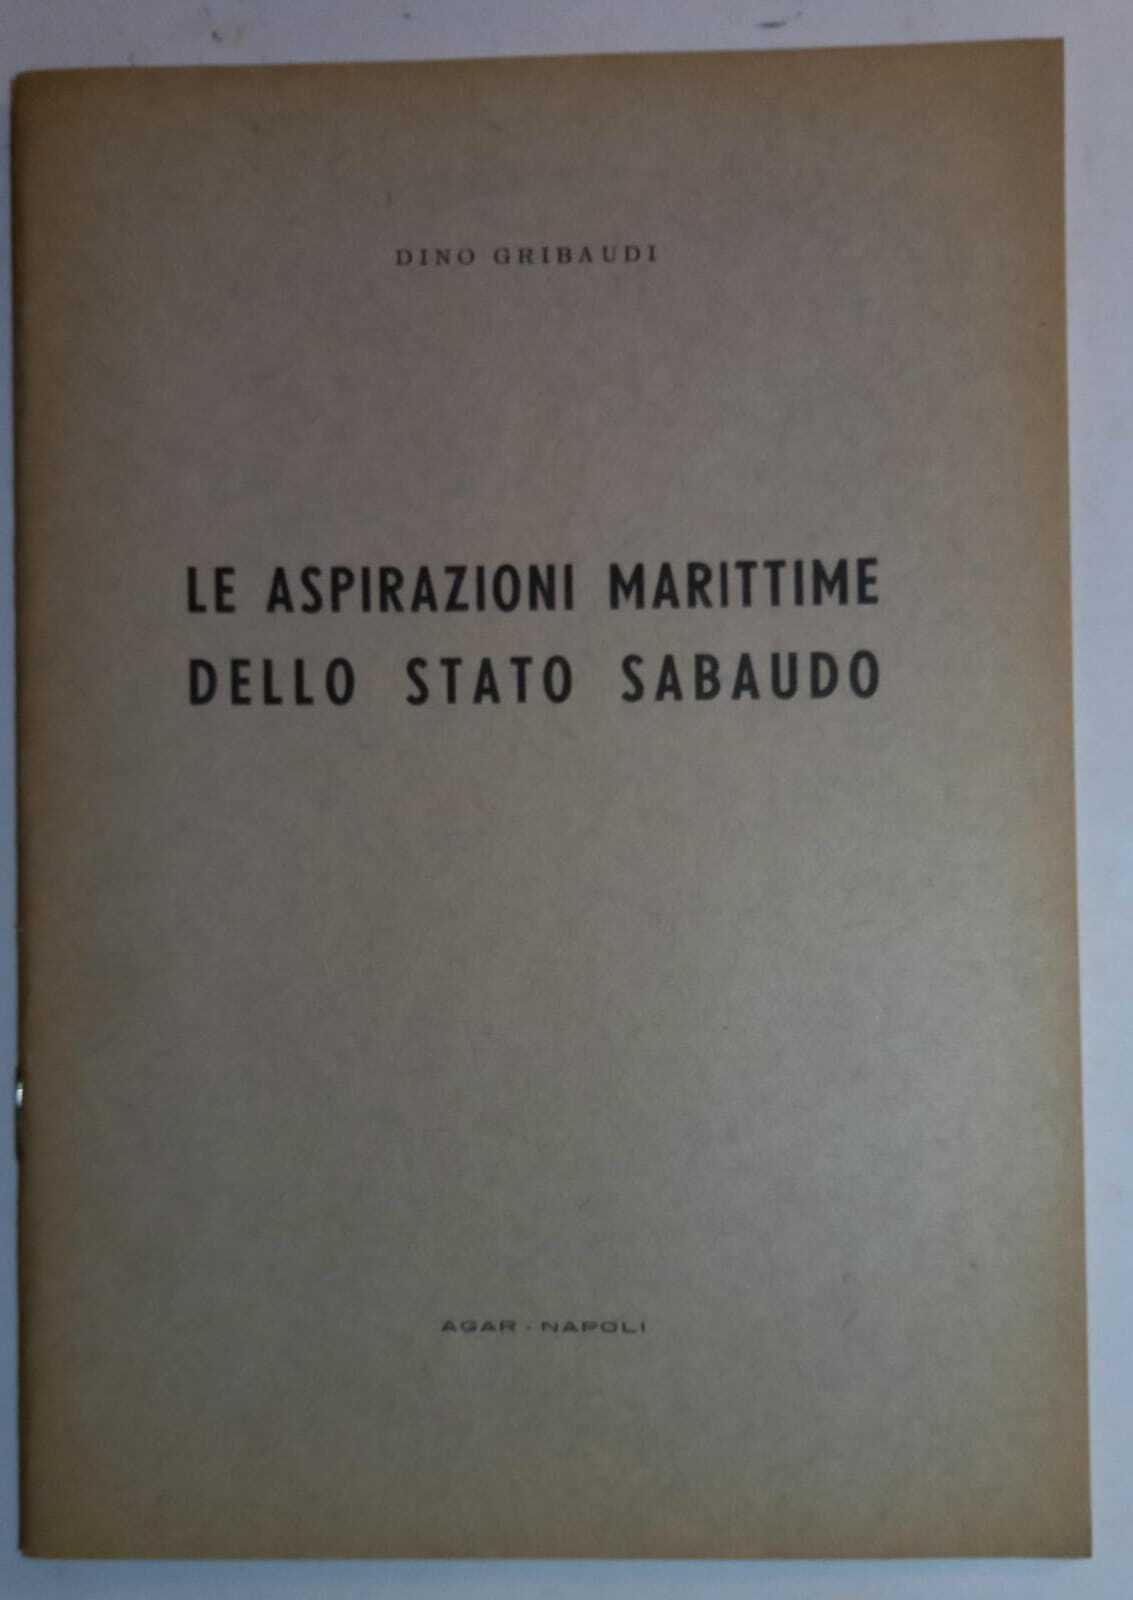 DINO GRIBAUDI
LE ASPIRAZIONI MARITTIME
DELLO STATO SABAUDO
AGAR - NAPOLI